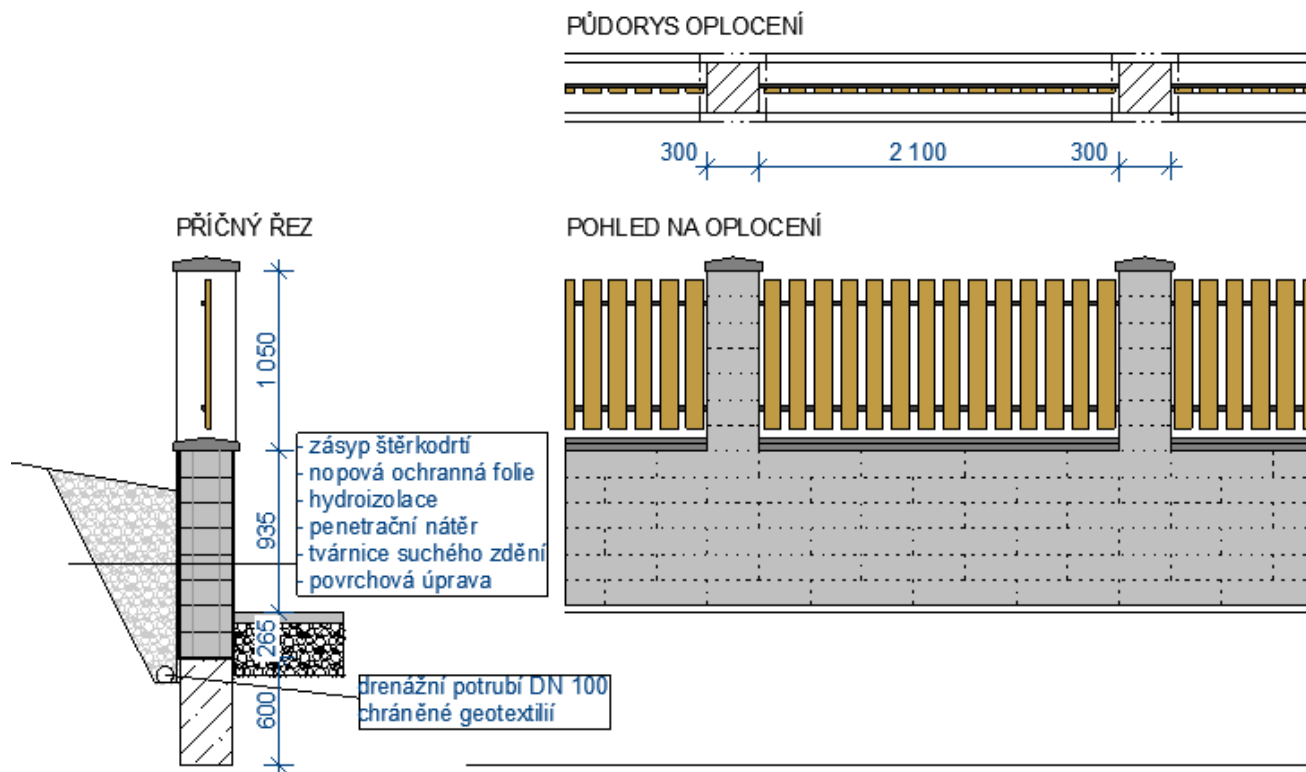 PŮDORYS OPLOCENÍ
300
2 100
300
PŘÍČNÝ ŘEZ
POHLED NA OPLOCENÍ
1 050
935
265
600
- zásyp štěrkodrtí
- nopová ochranná folie
- hydroizolace
- penetrační nátěr
- tvárnice suchého zdění
- povrchová úprava
drenážní potrubí DN 100
chráněné geotextilií